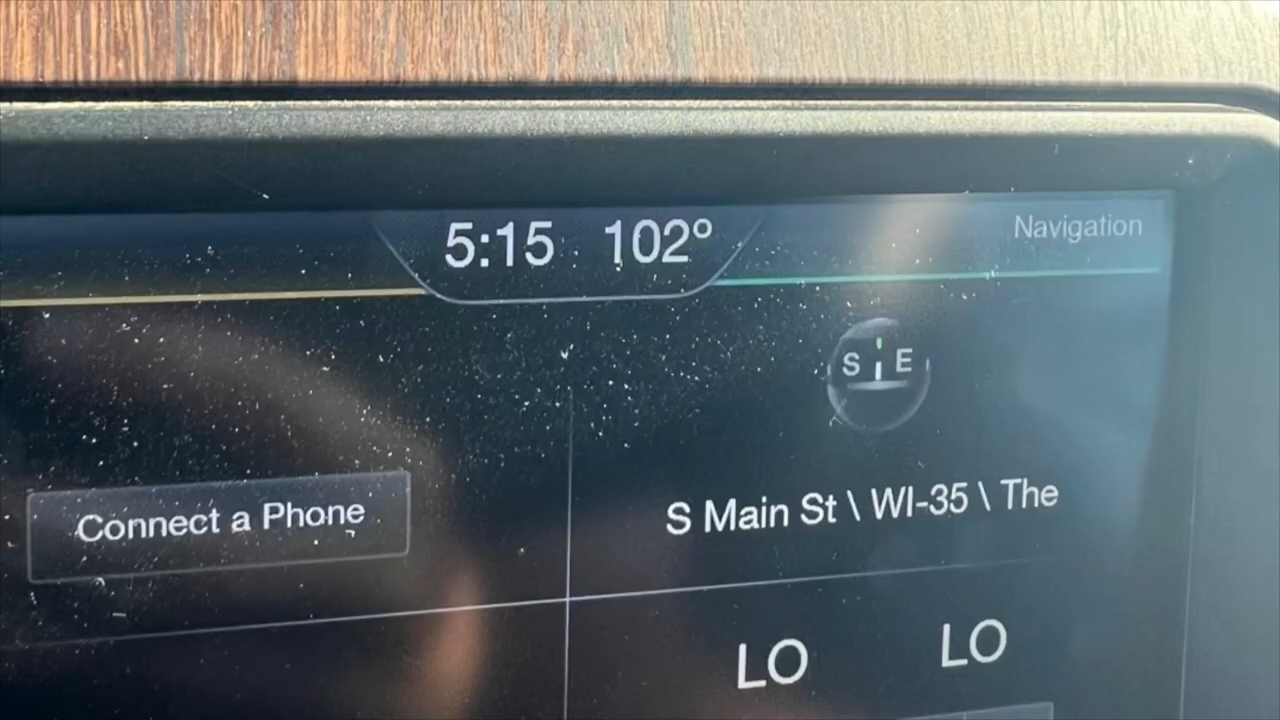 5:15 102°
Navigation
S E
Connect a Phone
S Main St \ WI-35 \ The
LO LO